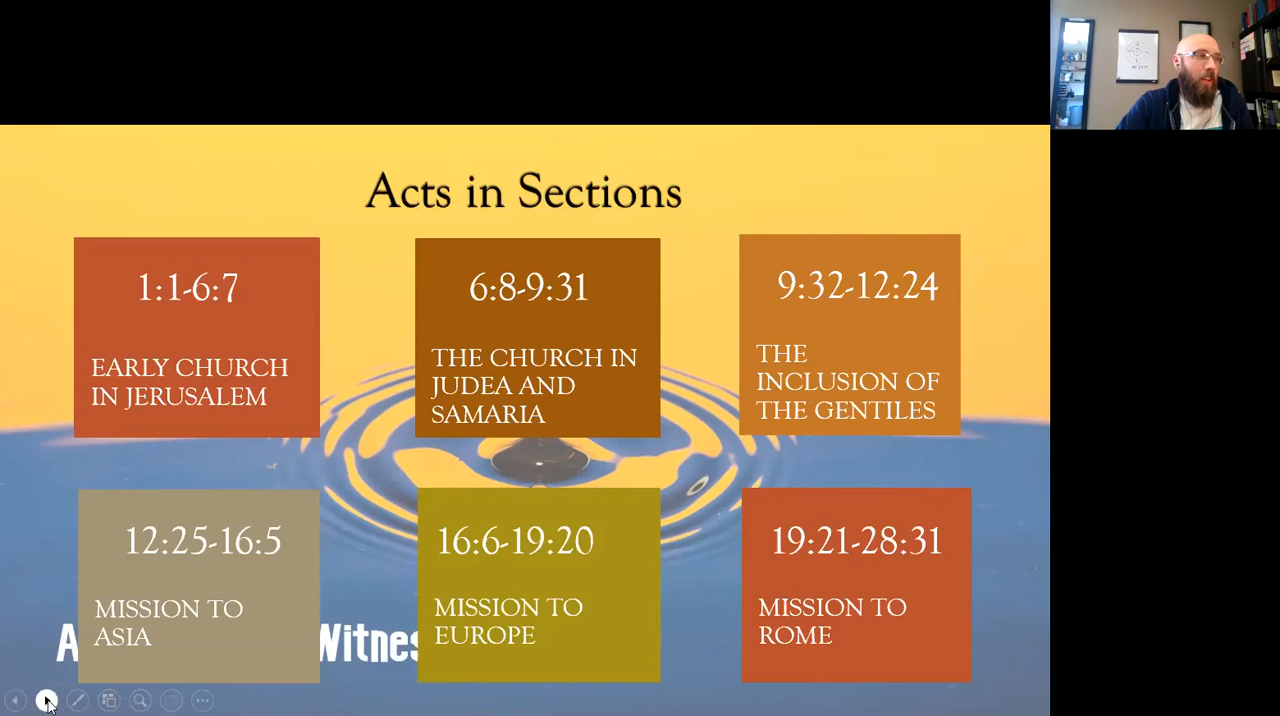 Acts in Sections
1:1-6:7
EARLY CHURCH
IN JERUSALEM
6:8-9:31
THE CHURCH IN
JUDEA AND
SAMARIA
9:32-12:24
THE
INCLUSION OF
THE GENTILES
12:25-16:5
MISSION TO
ASIA
16:6-19:20
MISSION TO
EUROPE
19:21-28:31
MISSION TO
ROME